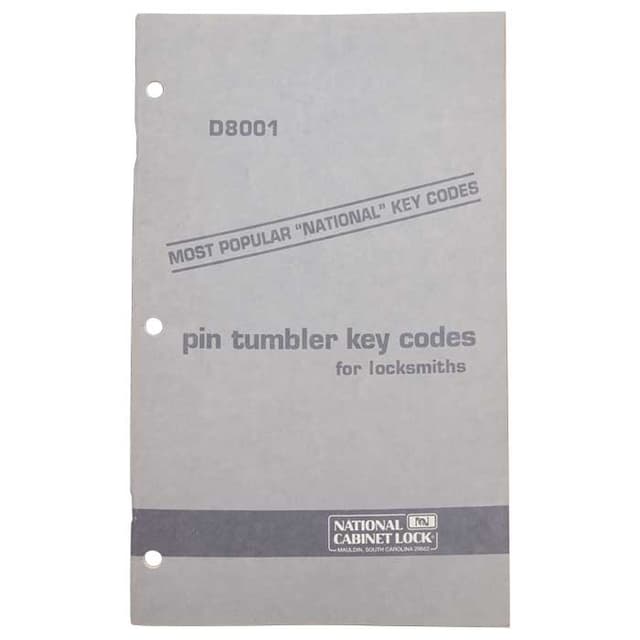 D8001
MOST POPULAR "NATIONAL" KEY CODES
pin tumbler key codes
for locksmiths
NATIONAL
CABINET LOCK®
MAULDIN, SOUTH CAROLINA 29662